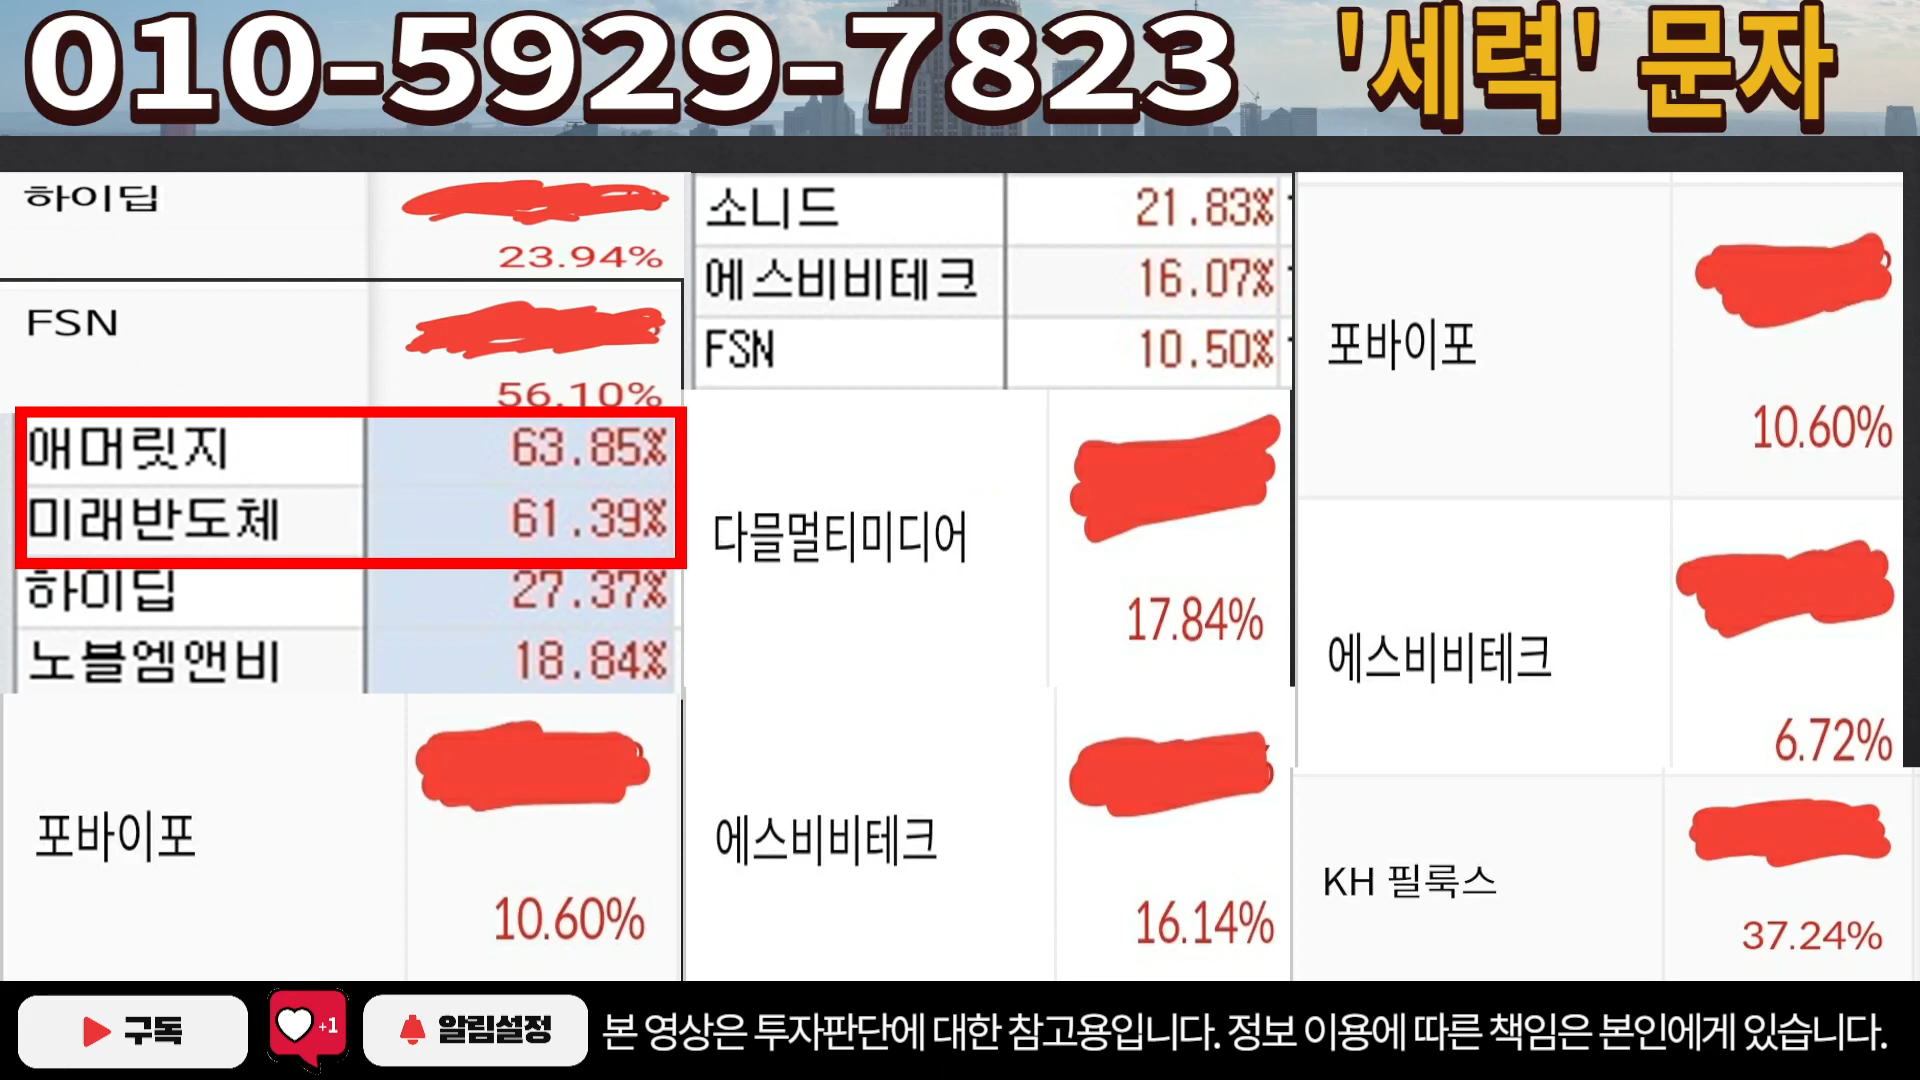 010-5929-7823 '세력' 문자
하이딥
23.94%
FSN
56.10%
애머릿지 63.85%
미래반도체 61.39%
하이딥 27.37%
노블엠앤비 18.84%
포바이포
10.60%
소니드 21.83%
에스비비테크 16.07%
FSN 10.50%
다믈멀티미디어
17.84%
에스비비테크
16.14%
포바이포
10.60%
에스비비테크
6.72%
KH 필룩스
37.24%
구독 +1 알림설정 본 영상은 투자판단에 대한 참고용입니다. 정보 이용에 따른 책임은 본인에게 있습니다.